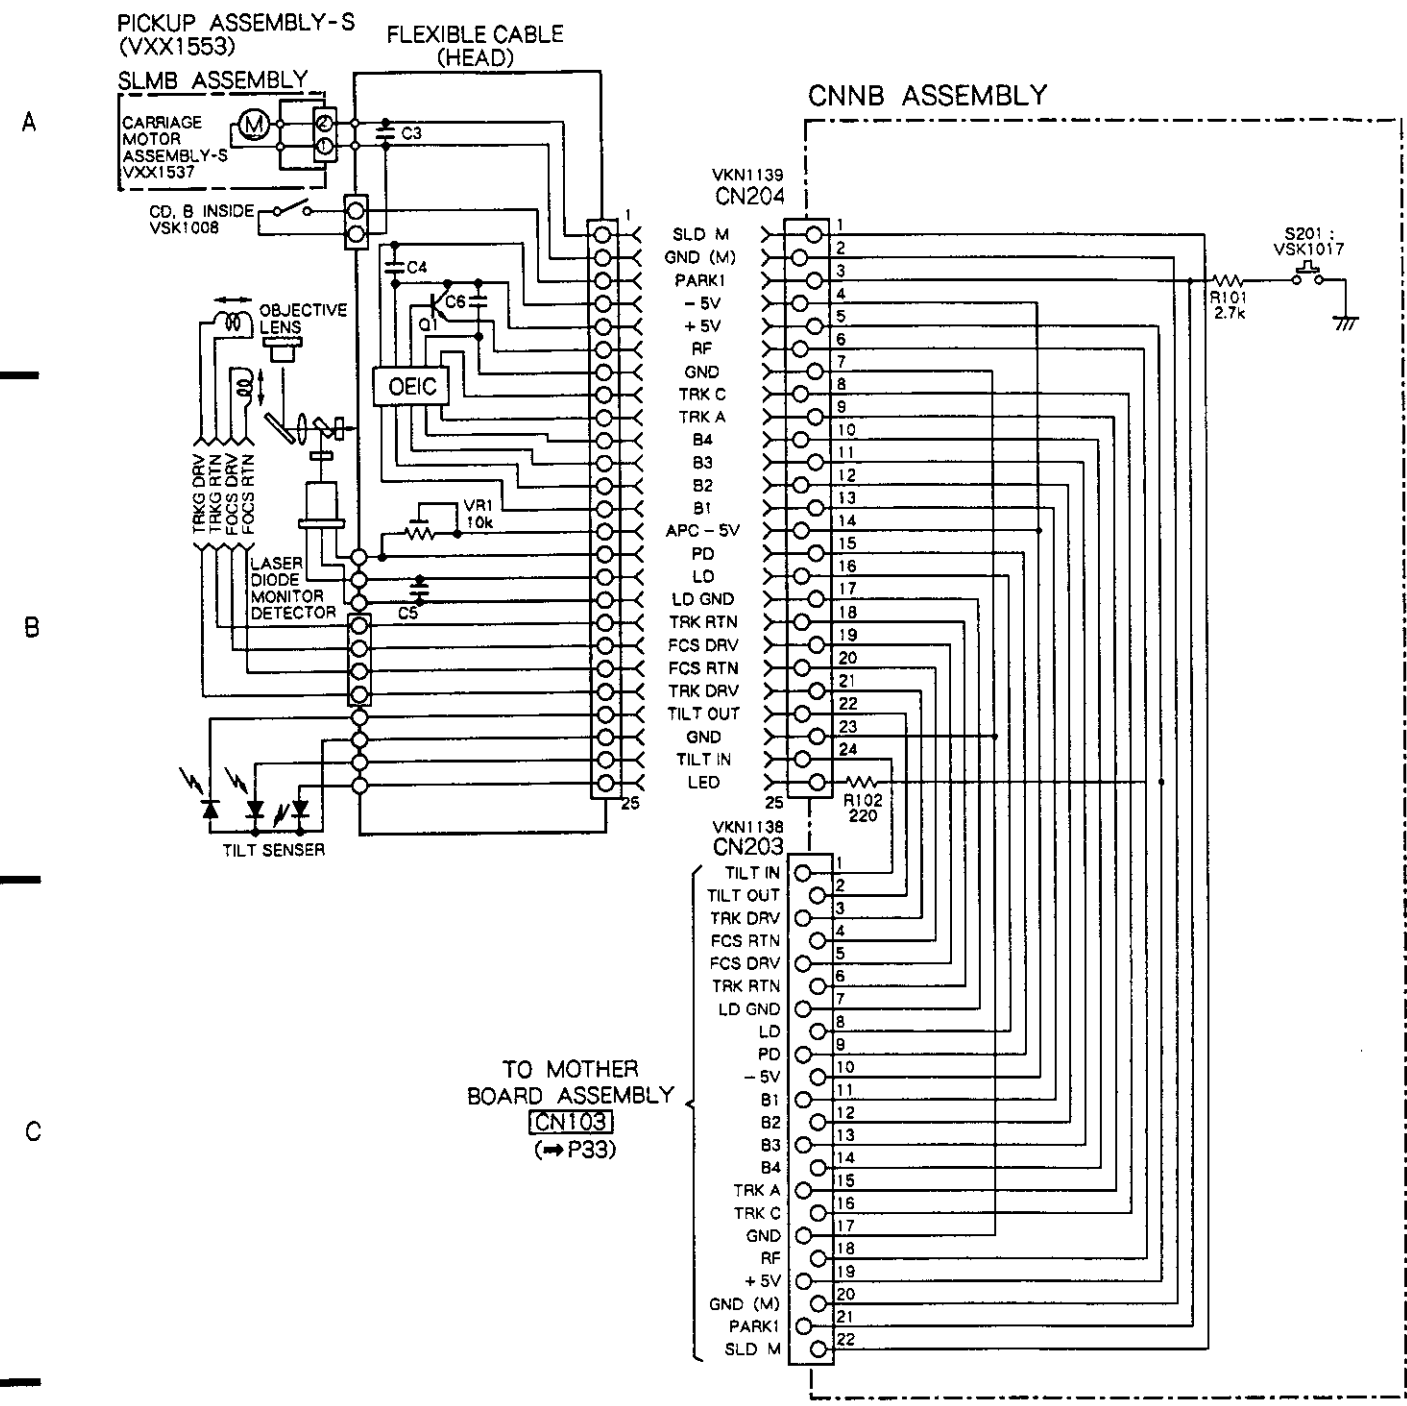 PICKUP ASSEMBLY-S
(VXX1553)
FLEXIBLE CABLE
(HEAD)
SLMB ASSEMBLY
CNNB ASSEMBLY
A
CARRIAGE
MOTOR
ASSEMBLY-S
VXX1537
M
2
1
C3
CD, B INSIDE
VSK1008
VKN1139
CN204
S201 :
VSK1017
R101
2.7k
C4
C6
Q1
OEIC
OBJECTIVE
LENS
TRKG DRV
TRKG RTN
FOCS DRV
FOCS RTN
VR1
10k
C5
LASER
DIODE
MONITOR
DETECTOR
B
TILT SENSER
1
25
SLD M 1
GND (M) 2
PARK1 3
- 5V 4
+ 5V 5
RF 6
GND 7
TRK C 8
TRK A 9
B4 10
B3 11
B2 12
B1 13
APC - 5V 14
PD 15
LD 16
LD GND 17
TRK RTN 18
FCS DRV 19
FCS RTN 20
TRK DRV 21
TILT OUT 22
GND 23
TILT IN 24
LED 25
R102
220
VKN1138
CN203
TILT IN 1
TILT OUT 2
TRK DRV 3
FCS RTN 4
FCS DRV 5
TRK RTN 6
LD GND 7
LD 8
PD 9
- 5V 10
B1 11
B2 12
B3 13
B4 14
TRK A 15
TRK C 16
GND 17
RF 18
+ 5V 19
GND (M) 20
PARK1 21
SLD M 22
TO MOTHER
BOARD ASSEMBLY
CN103
(➡P33)
C